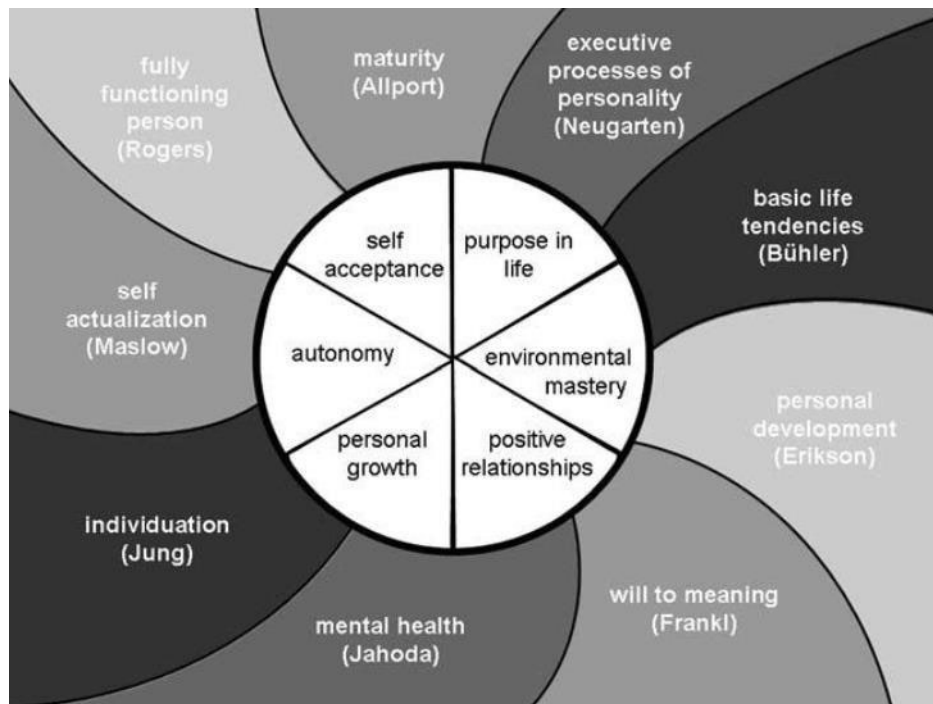 fully
functioning
person
(Rogers)
maturity
(Allport)
executive
processes of
personality
(Neugarten)
basic life
tendencies
(Bühler)
personal
development
(Erikson)
will to meaning
(Frankl)
mental health
(Jahoda)
individuation
(Jung)
self
actualization
(Maslow)
self
acceptance
purpose in
life
environmental
mastery
positive
relationships
personal
growth
autonomy